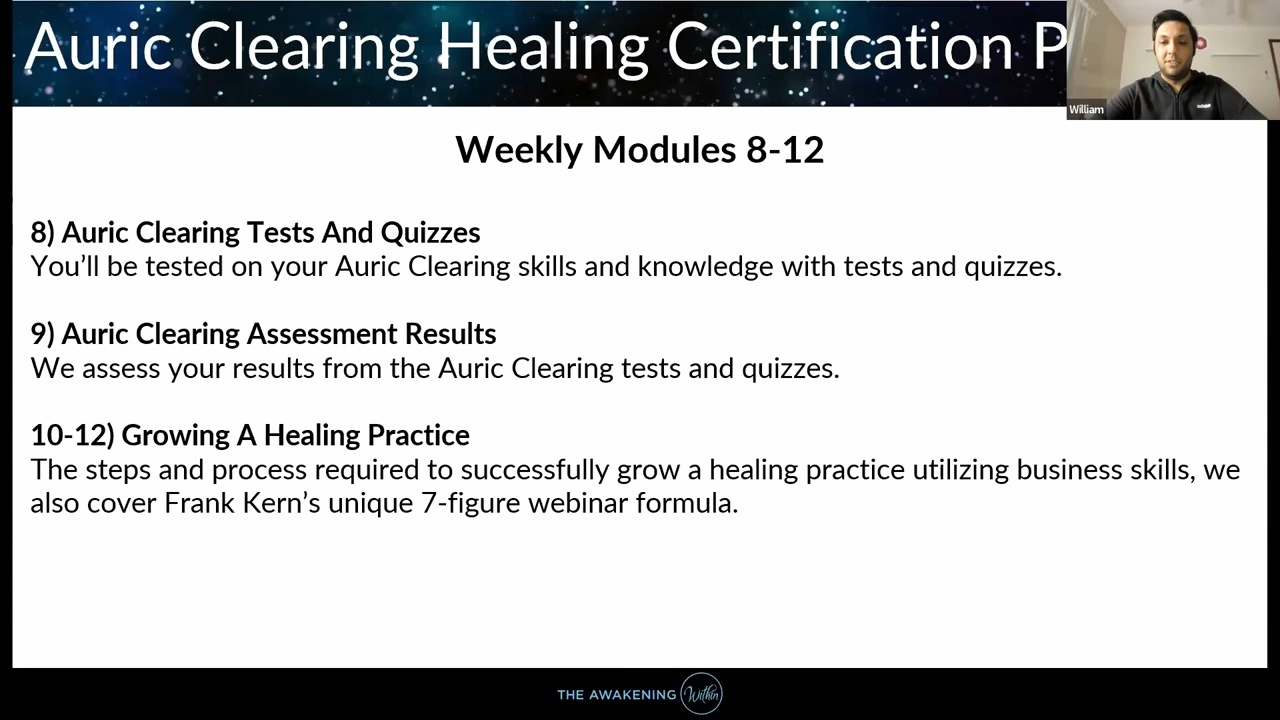 Auric Clearing Healing Certification P
William
Weekly Modules 8-12
8) Auric Clearing Tests And Quizzes
You’ll be tested on your Auric Clearing skills and knowledge with tests and quizzes.
9) Auric Clearing Assessment Results
We assess your results from the Auric Clearing tests and quizzes.
10-12) Growing A Healing Practice
The steps and process required to successfully grow a healing practice utilizing business skills, we
also cover Frank Kern’s unique 7-figure webinar formula.
THE AWAKENING Within